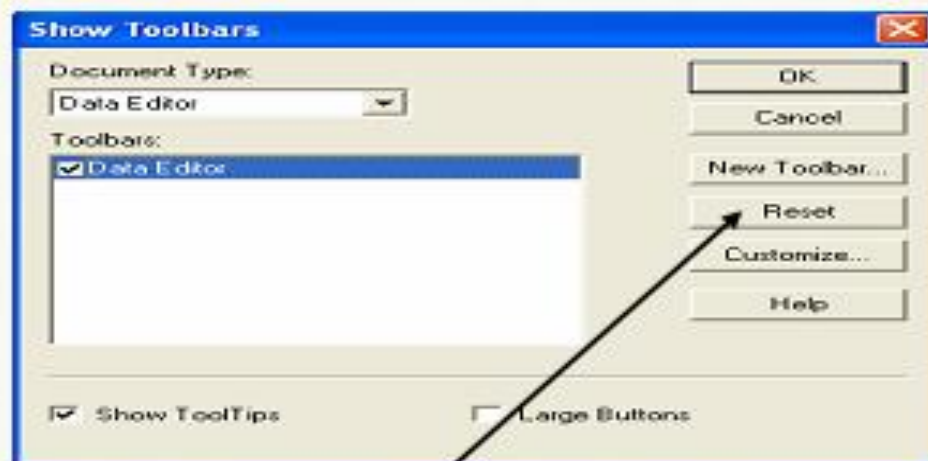 Show Toolbars
Document Type:
Data Editor
Toolbars:
Data Editor
Show ToolTips
Large Buttons
OK
Cancel
New Toolbar...
Reset
Customize...
Help